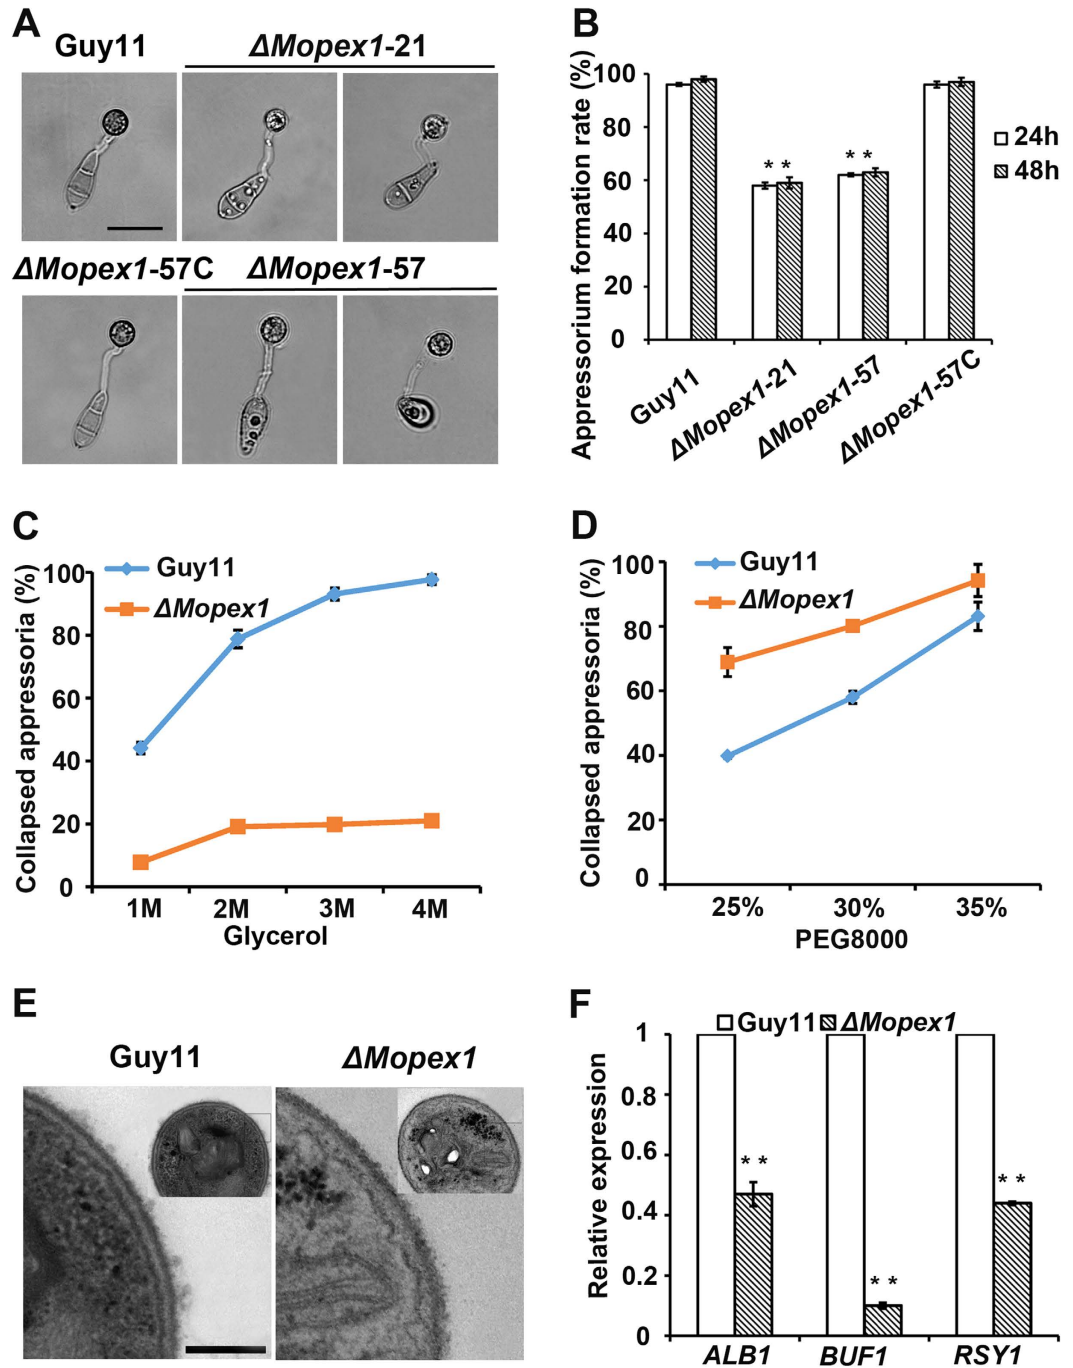 A
Guy11
ΔMopex1-21
ΔMopex1-57C
ΔMopex1-57
B
Appressorium formation rate (%)
100
80
60
40
20
0
* *
* *
24h
48h
Guy11
ΔMopex1-21
ΔMopex1-57
ΔMopex1-57C
C
Collapsed appressoria (%)
100
80
60
40
20
0
Guy11
ΔMopex1
1M
2M
3M
4M
Glycerol
D
Collapsed appressoria (%)
100
80
60
40
20
0
Guy11
ΔMopex1
25%
30%
35%
PEG8000
E
Guy11
ΔMopex1
F
Guy11
ΔMopex1
Relative expression
1
0.8
0.6
0.4
0.2
0
* *
* *
* *
ALB1
BUF1
RSY1